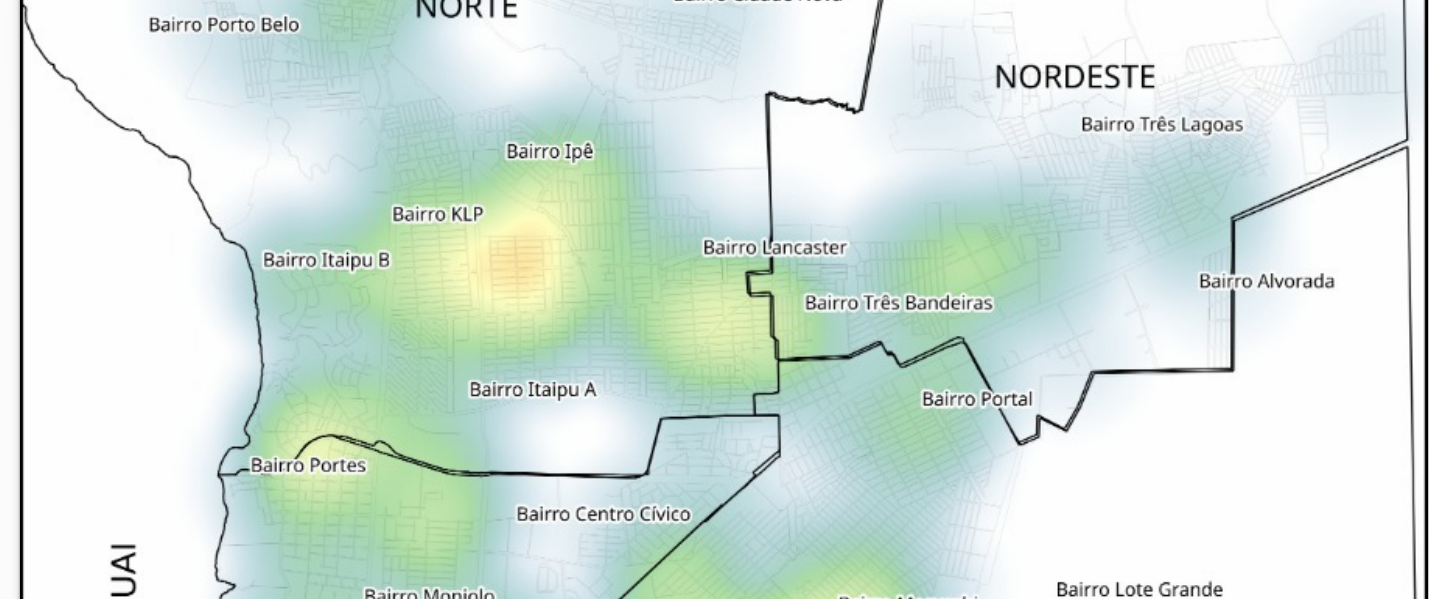 NORTE
Bairro Porto Belo
NORDESTE
Bairro Três Lagoas
Bairro Ipê
Bairro KLP
Bairro Lancaster
Bairro Itaipu B
Bairro Alvorada
Bairro Três Bandeiras
Bairro Itaipu A
Bairro Portal
Bairro Portes
Bairro Centro Cívico
UAI
Bairro Lote Grande
Bairro Monjolo